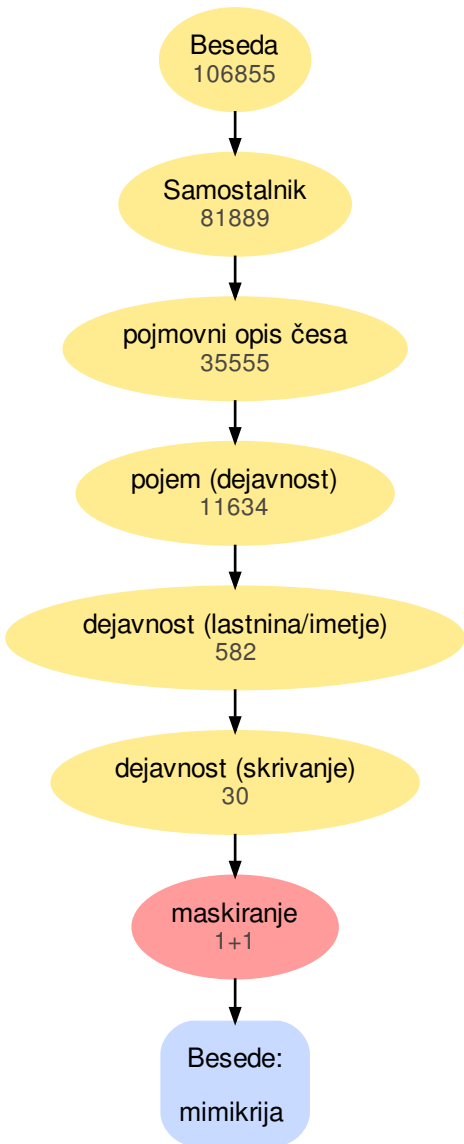 Beseda
106855
Samostalnik
81889
pojmovni opis česa
35555
pojem (dejavnost)
11634
dejavnost (lastnina/imetje)
582
dejavnost (skrivanje)
30
maskiranje
1+1
Besede:
mimikrija